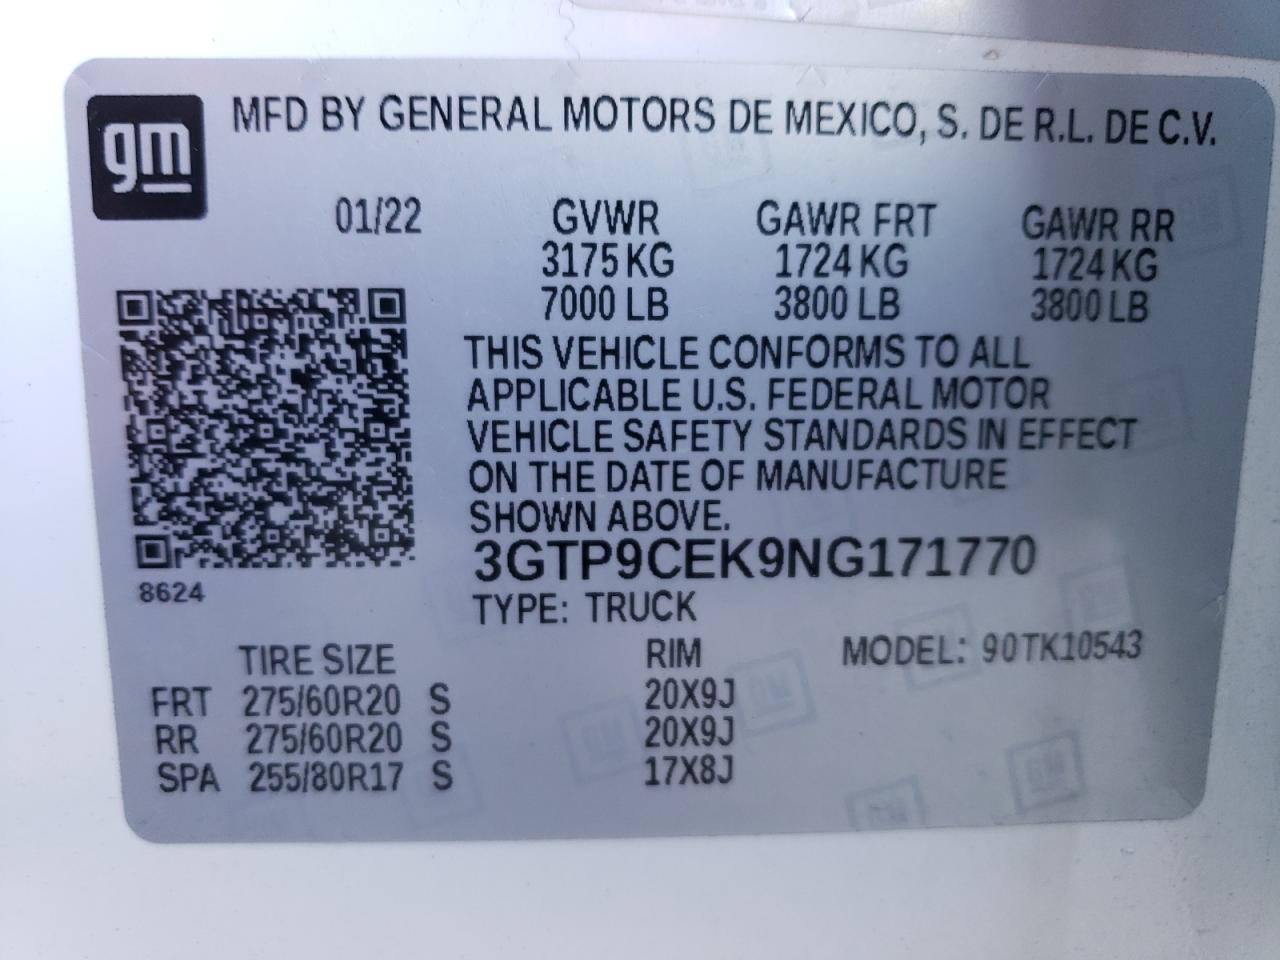 gm MFD BY GENERAL MOTORS DE MEXICO, S. DE R.L. DE C.V.
01/22 GVWR GAWR FRT GAWR RR
3175 KG 1724 KG 1724 KG
7000 LB 3800 LB 3800 LB
THIS VEHICLE CONFORMS TO ALL
APPLICABLE U.S. FEDERAL MOTOR
VEHICLE SAFETY STANDARDS IN EFFECT
ON THE DATE OF MANUFACTURE
SHOWN ABOVE.
3GTP9CEK9NG171770
8624
TYPE: TRUCK
TIRE SIZE RIM MODEL: 90TK10543
FRT 275/60R20 S 20X9J
RR 275/60R20 S 20X9J
SPA 255/80R17 S 17X8J